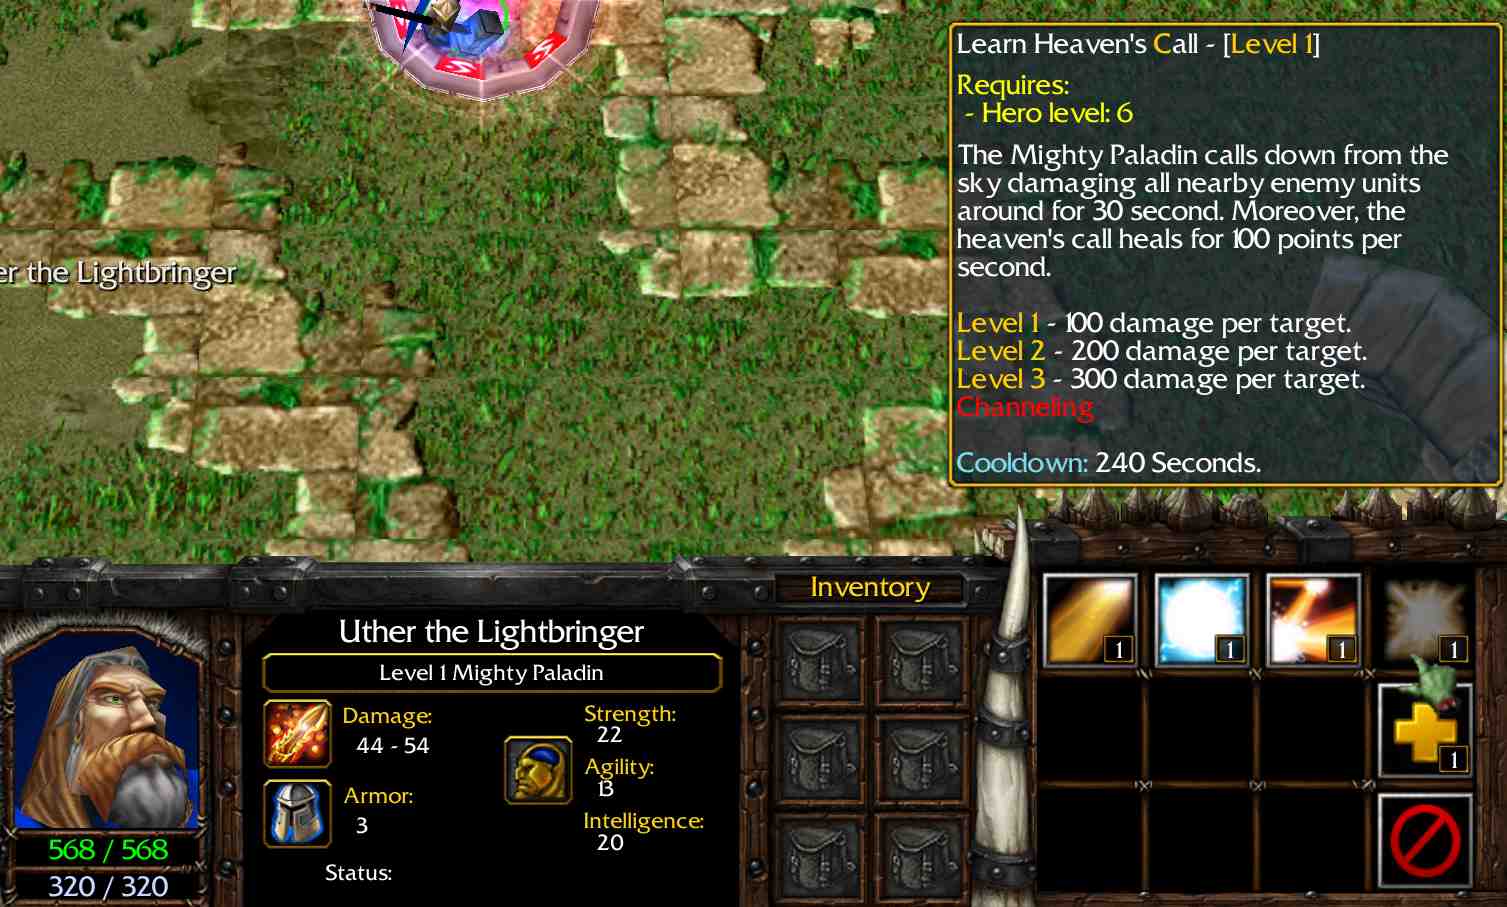 Learn Heaven's Call - [Level 1]
Requires:
- Hero level: 6
The Mighty Paladin calls down from the
sky damaging all nearby enemy units
around for 30 second. Moreover, the
heaven's call heals for 100 points per
second.
Level 1 - 100 damage per target.
Level 2 - 200 damage per target.
Level 3 - 300 damage per target.
Channeling
Cooldown: 240 Seconds.
the Lightbringer
Uther the Lightbringer
Level 1 Mighty Paladin
Damage:
44 - 54
Armor:
3
Strength:
22
Agility:
13
Intelligence:
20
Status:
568 / 568
320 / 320
Inventory
1
1
1
1
1